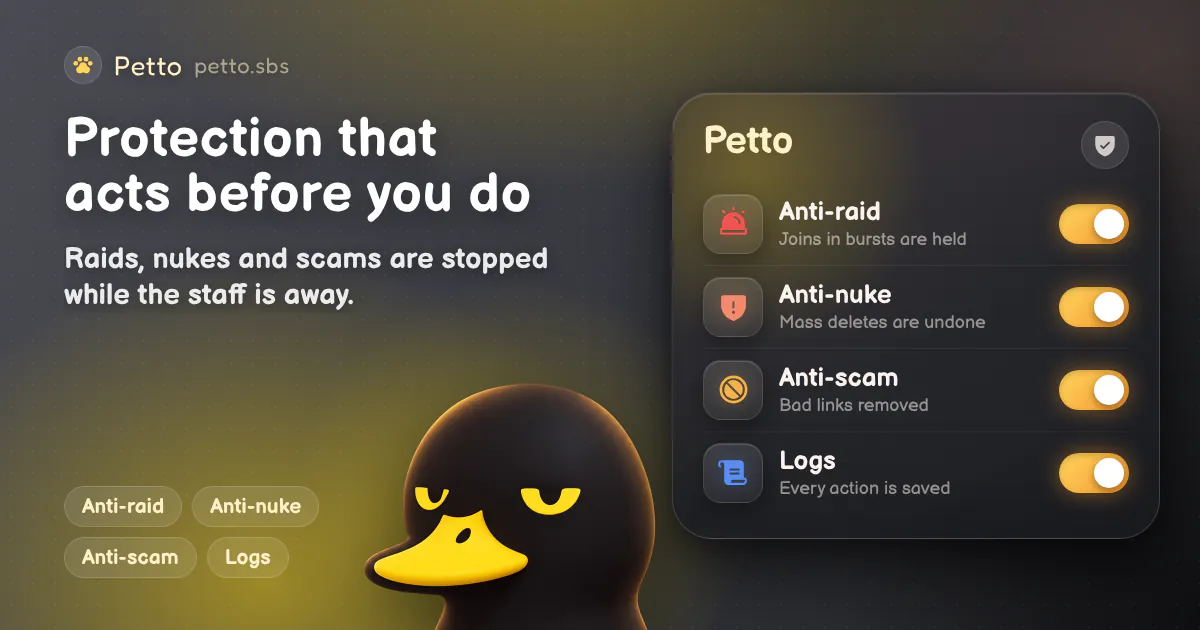 Petto petto.sbs
Protection that
acts before you do
Raids, nukes and scams are stopped
while the staff is away.
Anti-raid Anti-nuke
Anti-scam Logs
Petto
Anti-raid
Joins in bursts are held
Anti-nuke
Mass deletes are undone
Anti-scam
Bad links removed
Logs
Every action is saved